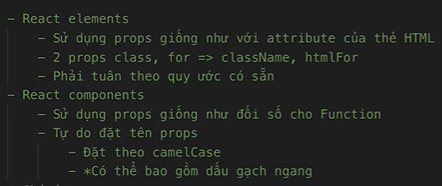 - React elements
- Sử dụng props giống như với attribute của thẻ HTML
- 2 props class, for => className, htmlFor
- Phải tuân theo quy ước có sẵn
- React components
- Sử dụng props giống như đối số cho Function
- Tự do đặt tên props
- Đặt theo camelCase
- *Có thể bao gồm dấu gạch ngang